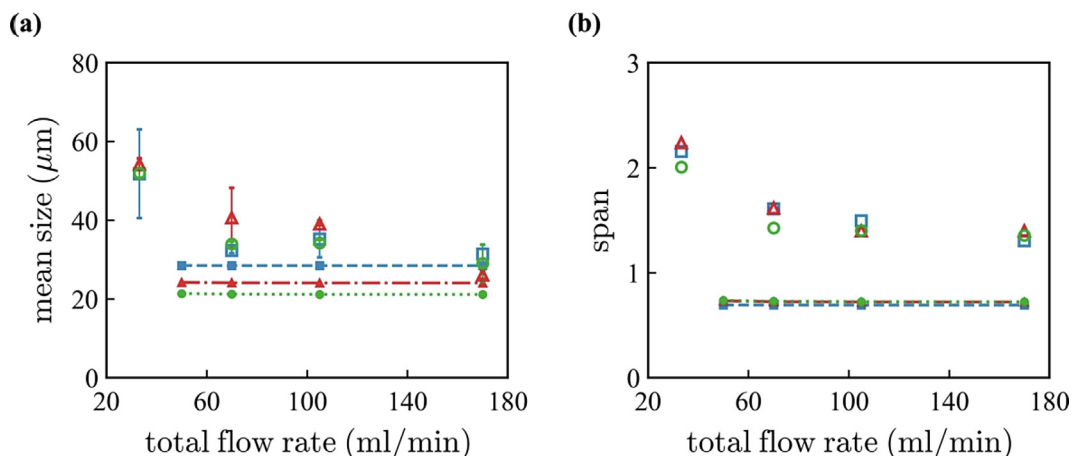 (a)
mean size (μm)
80
60
40
20
0
20 60 100 140 180
total flow rate (ml/min)
(b)
span
3
2
1
0
20 60 100 140 180
total flow rate (ml/min)